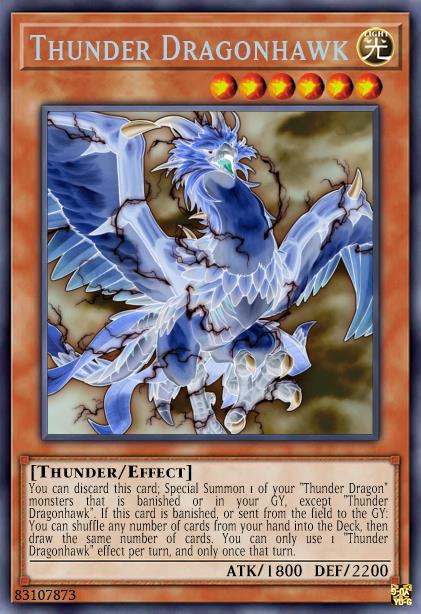 THUNDER DRAGONHAWK
LIGHT
光
[THUNDER/EFFECT]
You can discard this card; Special Summon 1 of your "Thunder Dragon"
monsters that is banished or in your GY, except "Thunder
Dragonhawk". If this card is banished, or sent from the field to the GY:
You can shuffle any number of cards from your hand into the Deck, then
draw the same number of cards. You can only use 1 "Thunder
Dragonhawk" effect per turn, and only once that turn.
ATK/1800 DEF/2200
83107873